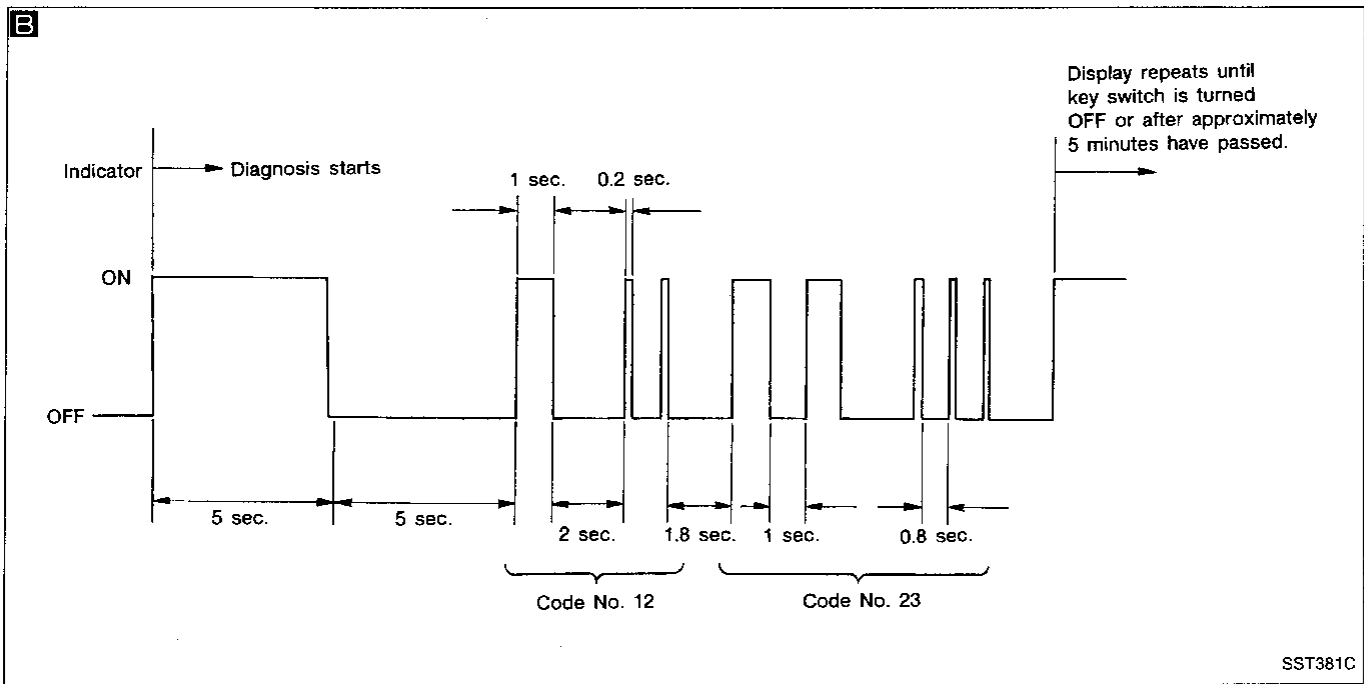 B
Display repeats until
key switch is turned
OFF or after approximately
5 minutes have passed.
Indicator
Diagnosis starts
1 sec.
0.2 sec.
ON
OFF
5 sec.
5 sec.
2 sec.
1.8 sec.
1 sec.
0.8 sec.
Code No. 12
Code No. 23
SST381C